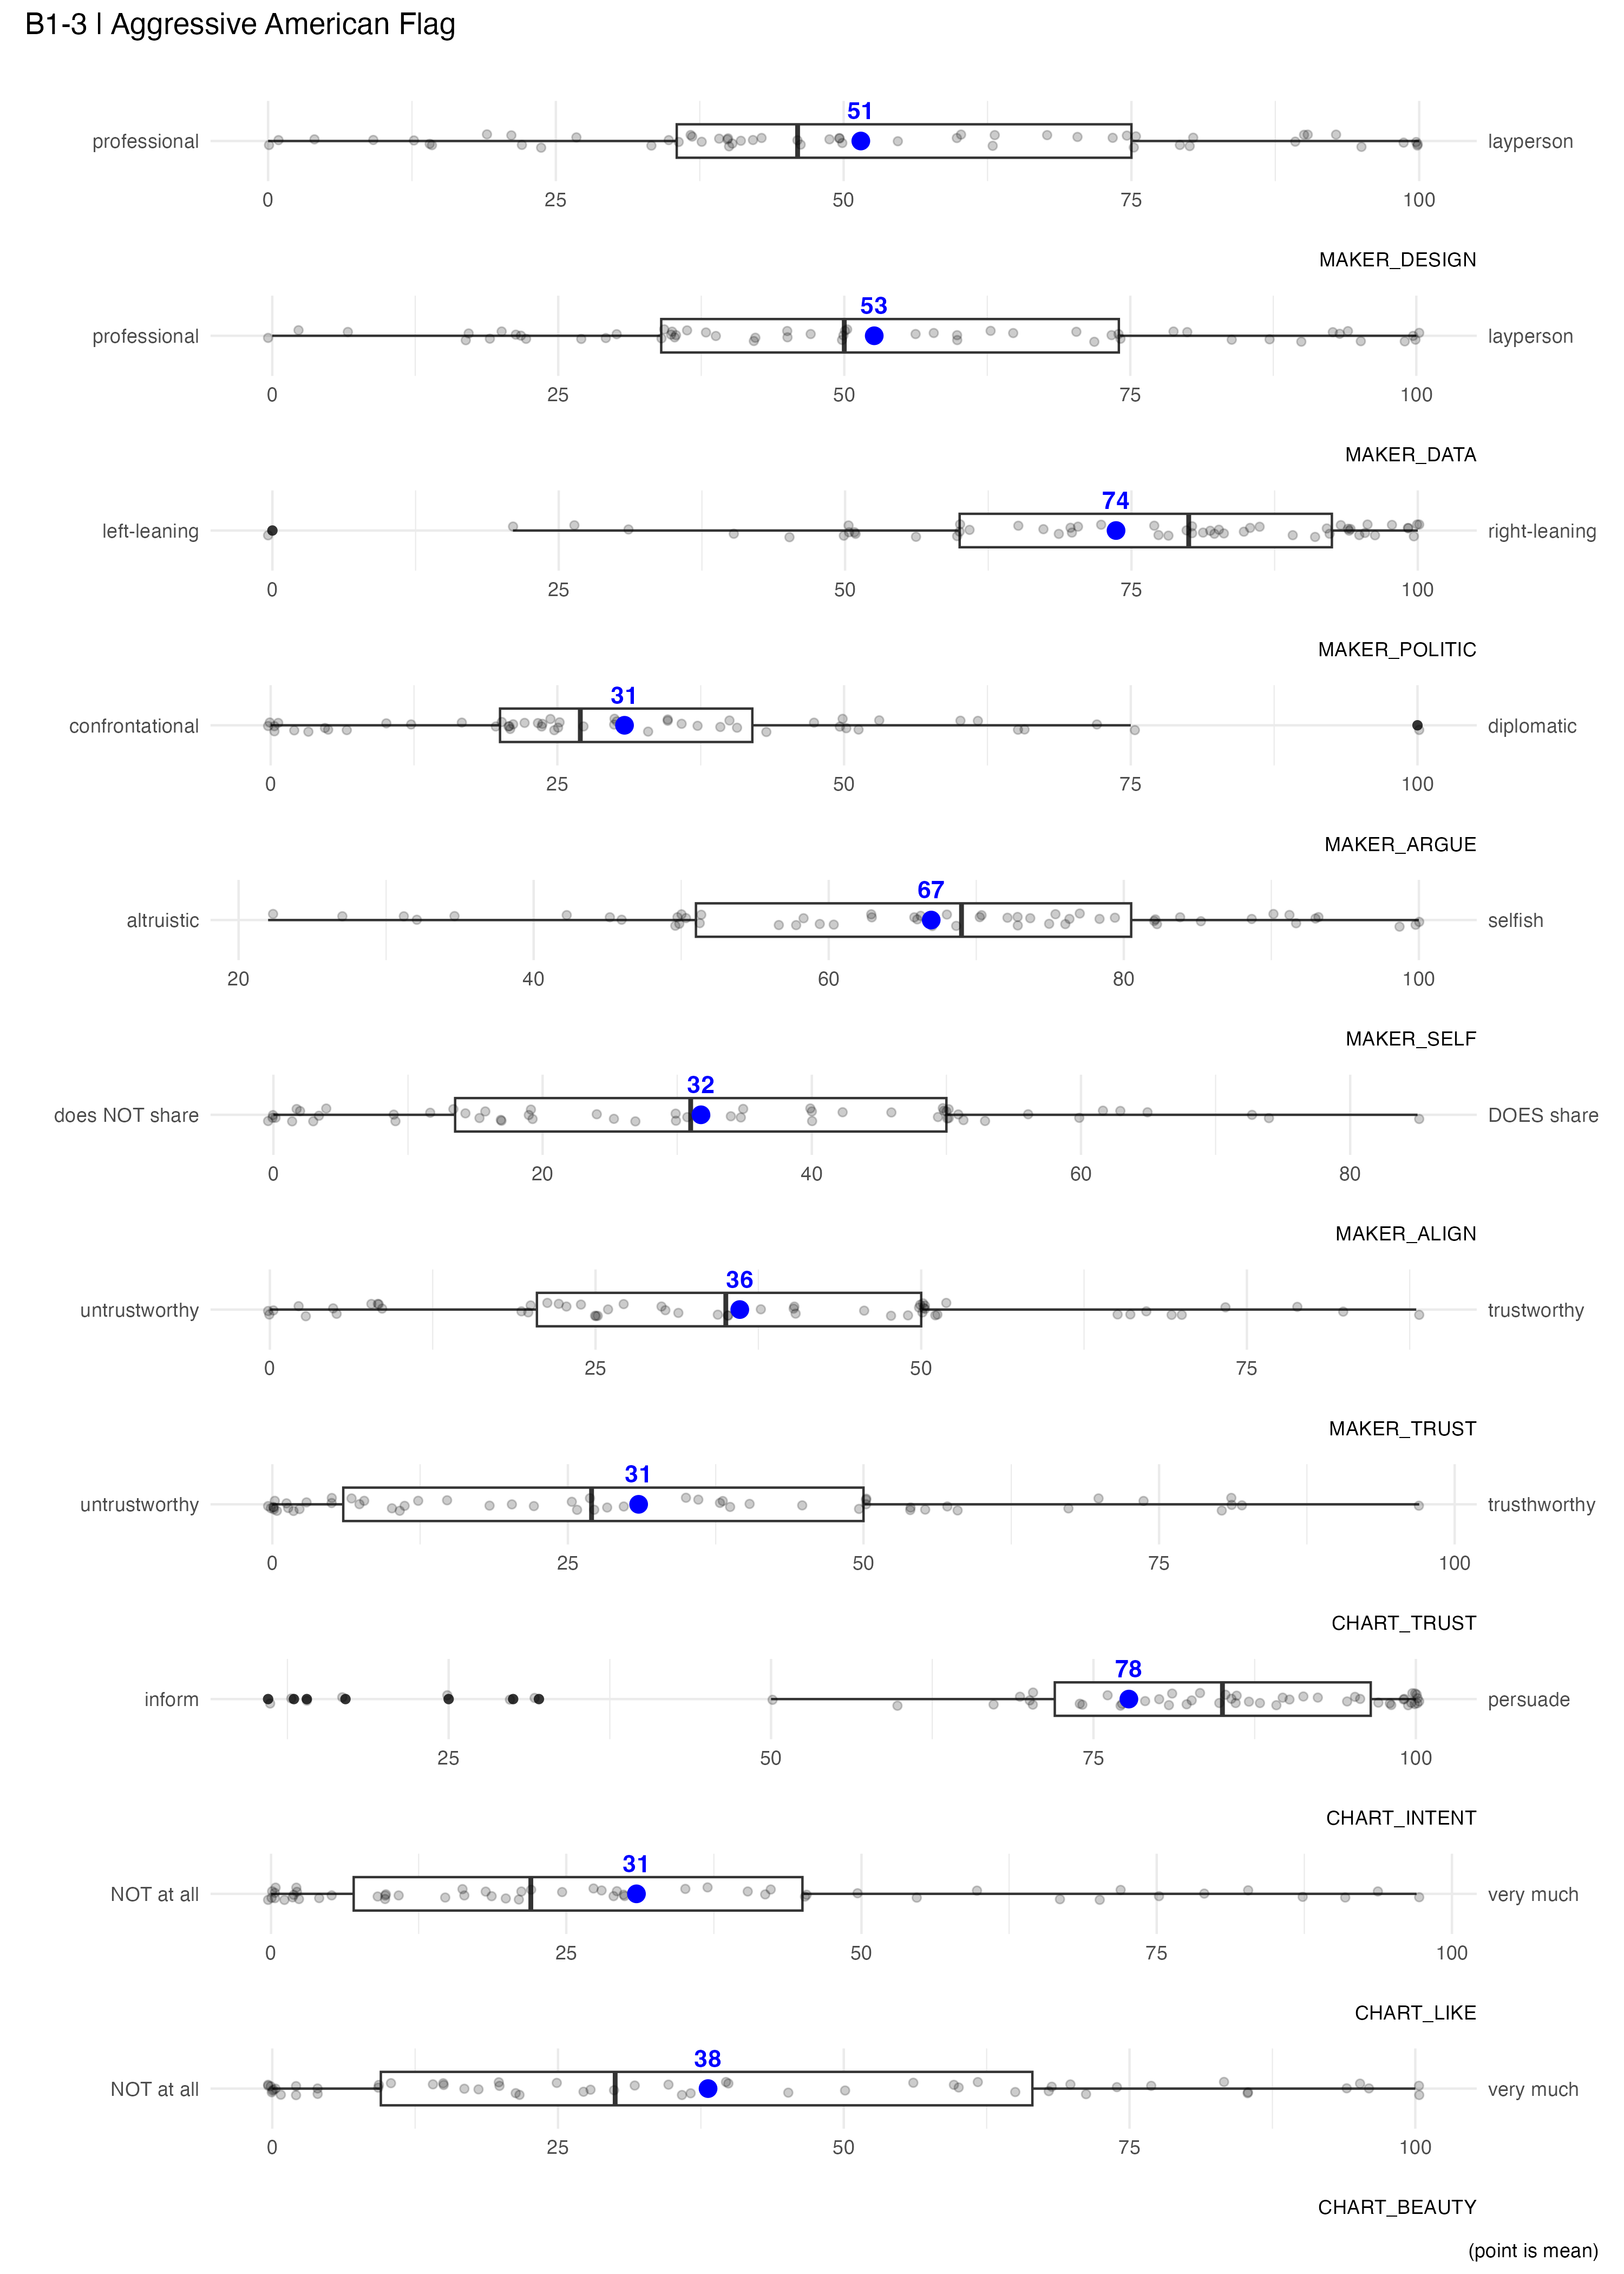 B1-3 | Aggressive American Flag
51
professional layperson
0 25 50 75 100
MAKER_DESIGN
53
professional layperson
0 25 50 75 100
MAKER_DATA
74
left-leaning right-leaning
0 25 50 75 100
MAKER_POLITIC
31
confrontational diplomatic
0 25 50 75 100
MAKER_ARGUE
67
altruistic selfish
20 40 60 80 100
MAKER_SELF
32
does NOT share DOES share
0 20 40 60 80
MAKER_ALIGN
36
untrustworthy trustworthy
0 25 50 75
MAKER_TRUST
31
untrustworthy trusthworthy
0 25 50 75 100
CHART_TRUST
78
inform persuade
25 50 75 100
CHART_INTENT
31
NOT at all very much
0 25 50 75 100
CHART_LIKE
38
NOT at all very much
0 25 50 75 100
CHART_BEAUTY
(point is mean)